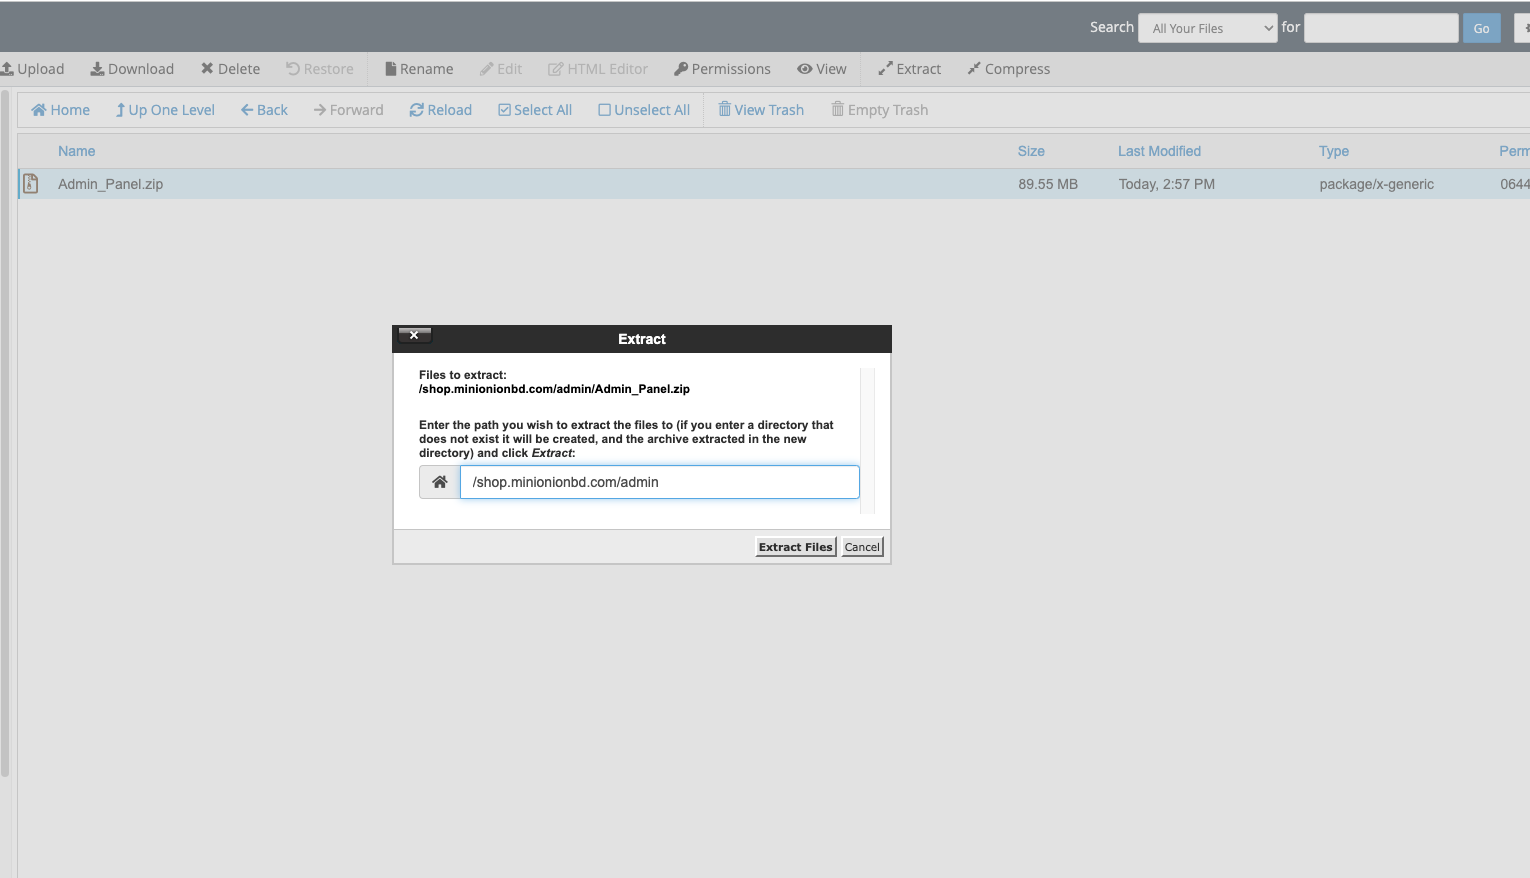 Search All Your Files for Go
Upload Download Delete Restore Rename Edit HTML Editor Permissions View Extract Compress
Home Up One Level Back Forward Reload Select All Unselect All View Trash Empty Trash
Name Size Last Modified Type Perm
Admin_Panel.zip 89.55 MB Today, 2:57 PM package/x-generic 0644
Extract
Files to extract:
/shop.minionionbd.com/admin/Admin_Panel.zip
Enter the path you wish to extract the files to (if you enter a directory that
does not exist it will be created, and the archive extracted in the new
directory) and click Extract:
/shop.minionionbd.com/admin
Extract Files Cancel